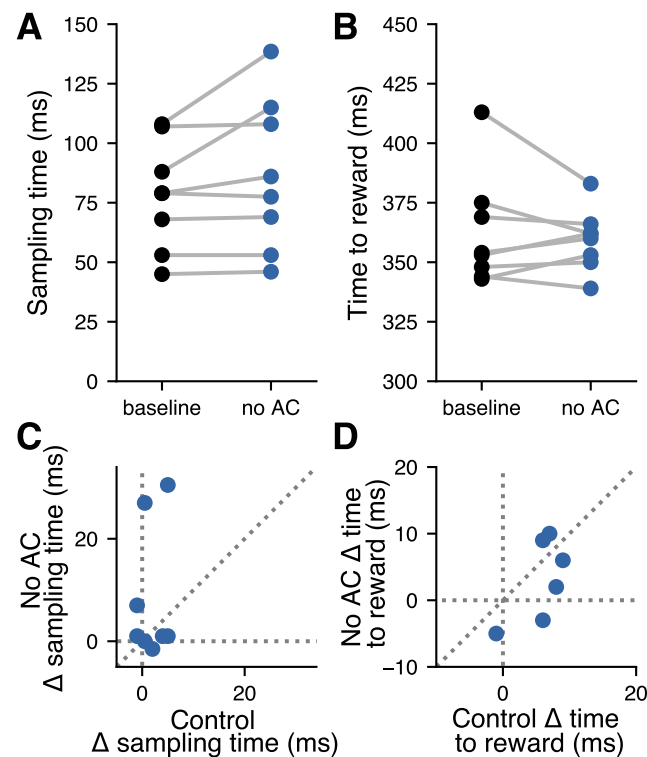 A
B
Sampling time (ms)
150
125
100
75
50
25
0
baseline
no AC
Time to reward (ms)
450
425
400
375
350
325
300
baseline
no AC
C
D
No AC
Δ sampling time (ms)
20
0
0
20
Control
Δ sampling time (ms)
No AC Δ time
to reward (ms)
20
10
0
−10
0
20
Control Δ time
to reward (ms)